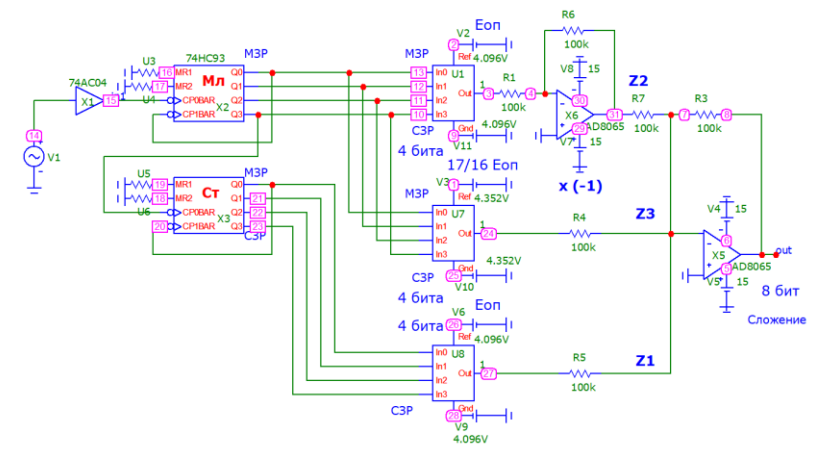 R6
100k
V2
Еоп
2
Ref
4.096V
74HC93
МЗР
U3
16
MR1
Q0
17
MR2
Q1
Мл
74AC04
X1
15
1
U4
CP0BAR
Q2
X2
CP1BAR
Q3
14
V1
13
In0
U1
12
In1
11
In2
10
In3
Out
1
3
R1
100k
4
СЗР
9
Gnd
4.096V
V11
4 бита
V8
15
30
X6
AD8065
29
V7
15
31
x (-1)
Z2
R7
100k
7
R3
8
100k
17/16 Еоп
V3
1
Ref
4.352V
МЗР
In0
U7
In1
In2
In3
Out
1
24
СЗР
25
Gnd
4.352V
V10
4 бита
R4
100k
Z3
U5
19
MR1
Q0
МЗР
18
MR2
Q1
21
Ст
U6
CP0BAR
Q2
22
X3
20
CP1BAR
Q3
23
СЗР
V4
15
6
X5
AD8065
5
V5
15
out
8 бит
Сложение
4 бита
Еоп
V6
26
Ref
4.096V
In0
U8
In1
In2
In3
Out
1
27
СЗР
28
Gnd
V9
4.096V
R5
100k
Z1